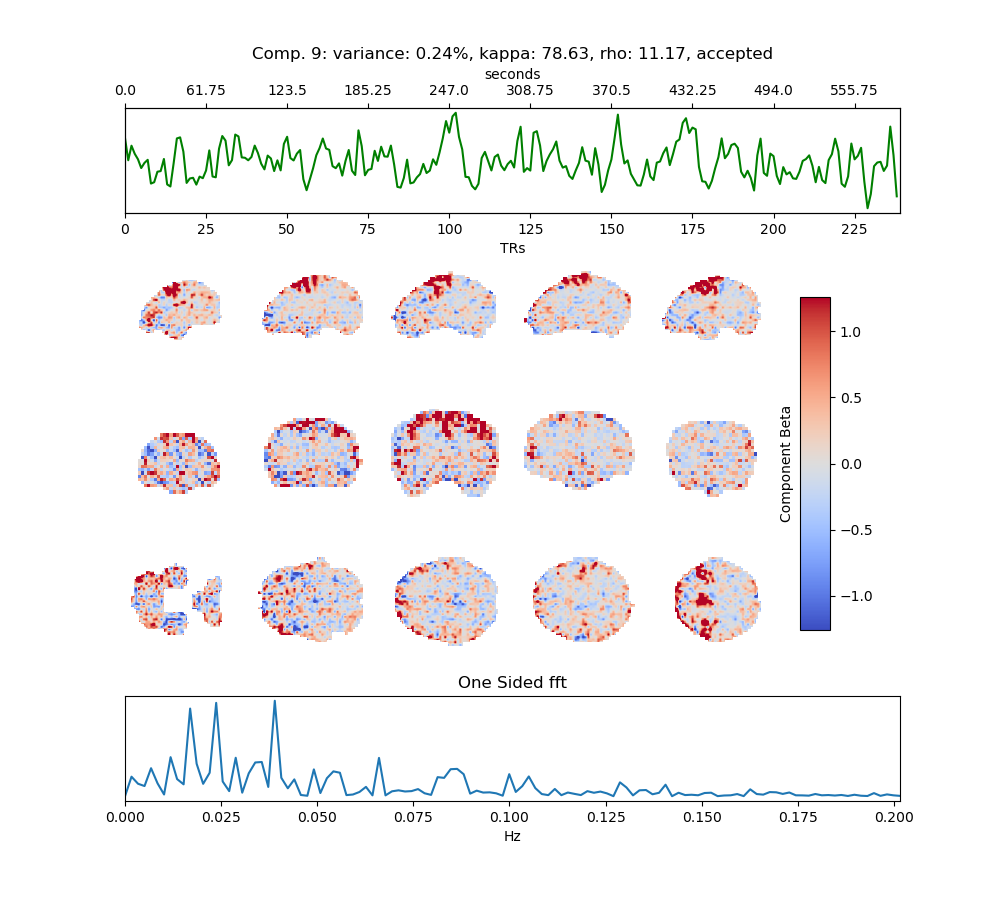 Comp. 9: variance: 0.24%, kappa: 78.63, rho: 11.17, accepted
seconds
0.0 61.75 123.5 185.25 247.0 308.75 370.5 432.25 494.0 555.75
0 25 50 75 100 125 150 175 200 225
TRs
1.0
0.5
0.0
−0.5
−1.0
Component Beta
One Sided fft
0.000 0.025 0.050 0.075 0.100 0.125 0.150 0.175 0.200
Hz